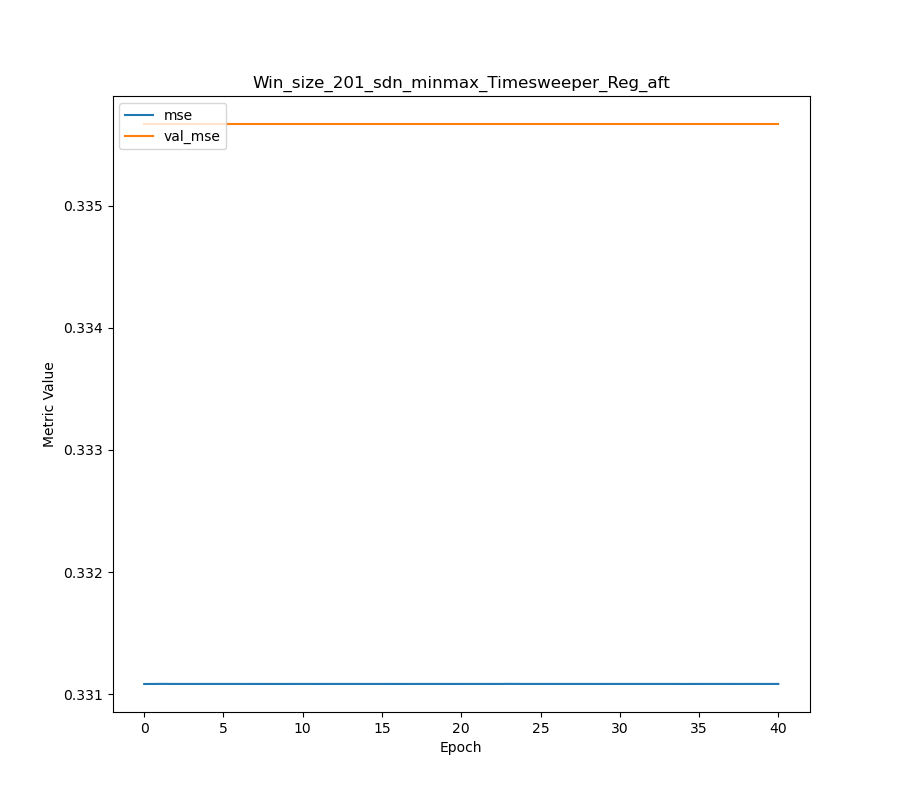 Win_size_201_sdn_minmax_Timesweeper_Reg_aft
mse
val_mse
0.335
0.334
0.333
0.332
0.331
Metric Value
0 5 10 15 20 25 30 35 40
Epoch